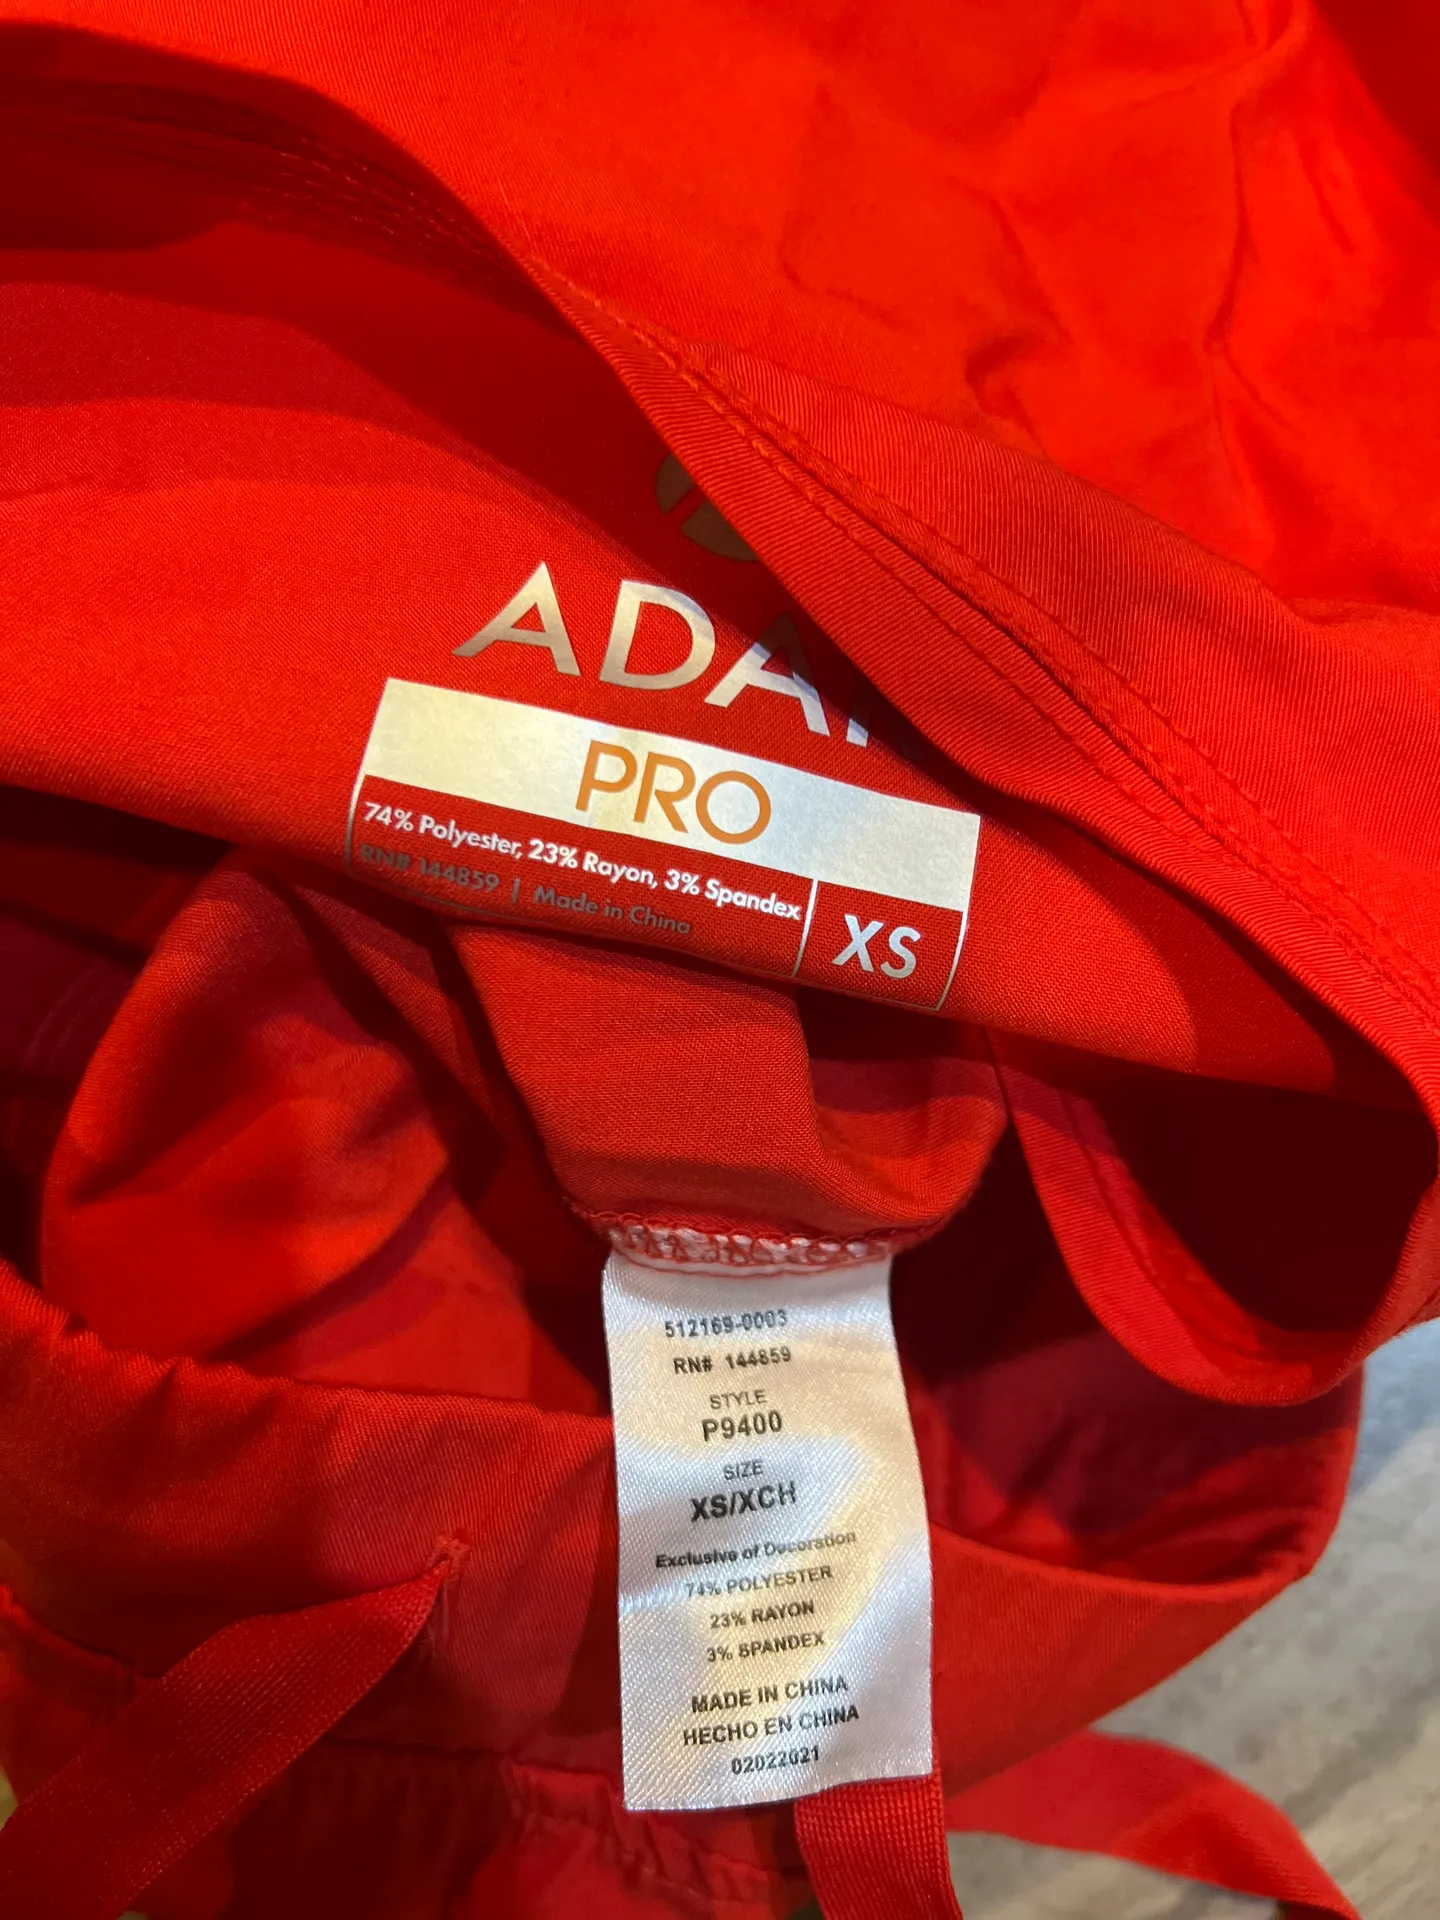 ADA
PRO
74% Polyester, 23% Rayon, 3% Spandex
RN# 144859 | Made in China
XS
512169-0003
RN# 144859
STYLE
P9400
SIZE
XS/XCH
Exclusive of Decoration
74% POLYESTER
23% RAYON
3% SPANDEX
MADE IN CHINA
HECHO EN CHINA
02022021